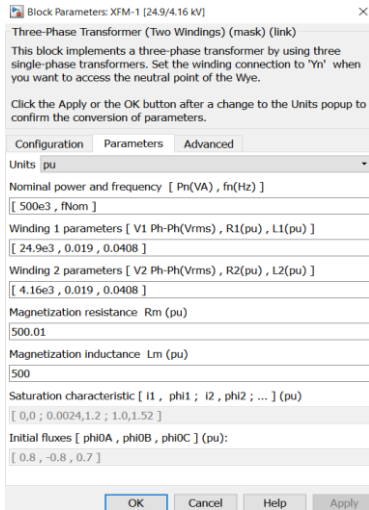 Block Parameters: XFM-1 [24.9/4.16 kV]
Three-Phase Transformer (Two Windings) (mask) (link)
This block implements a three-phase transformer by using three
single-phase transformers. Set the winding connection to 'Yn' when
you want to access the neutral point of the Wye.
Click the Apply or the OK button after a change to the Units popup to
confirm the conversion of parameters.
Configuration Parameters Advanced
Units pu
Nominal power and frequency [ Pn(VA) , fn(Hz) ]
[ 500e3 , fNom ]
Winding 1 parameters [ V1 Ph-Ph(Vrms) , R1(pu) , L1(pu) ]
[ 24.9e3 , 0.019 , 0.0408 ]
Winding 2 parameters [ V2 Ph-Ph(Vrms) , R2(pu) , L2(pu) ]
[ 4.16e3 , 0.019 , 0.0408 ]
Magnetization resistance Rm (pu)
500.01
Magnetization inductance Lm (pu)
500
Saturation characteristic [ i1 , phi1 ; i2 , phi2 ; ... ] (pu)
[ 0,0 ; 0.0024,1.2 ; 1.0,1.52 ]
Initial fluxes [ phi0A , phi0B , phi0C ] (pu):
[ 0.8 , -0.8 , 0.7 ]
OK Cancel Help Apply